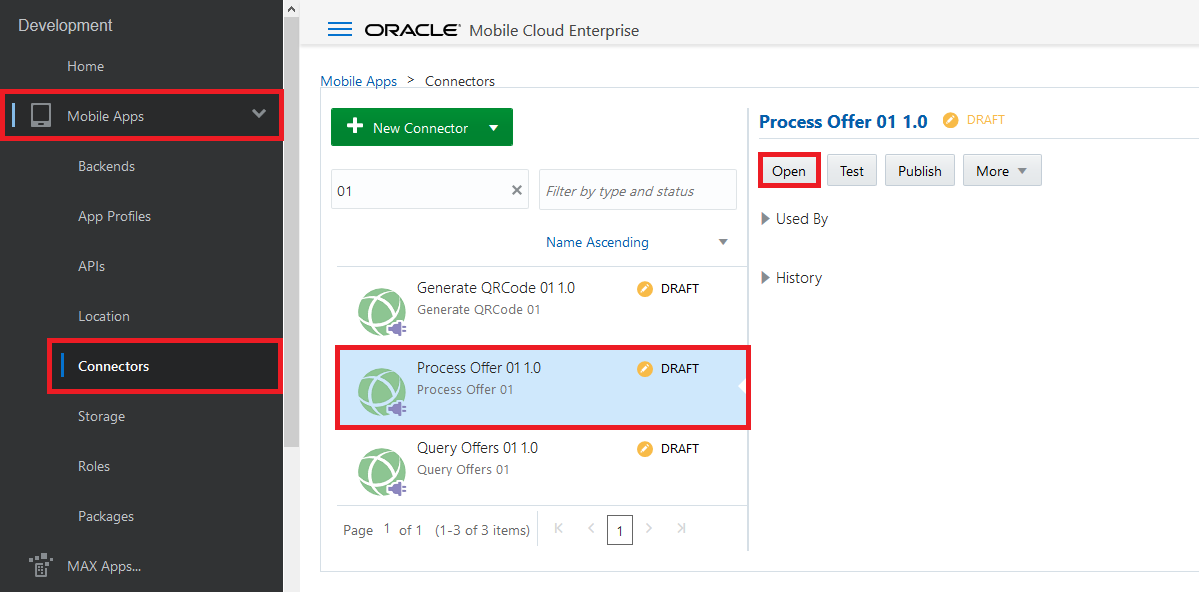 Development
Home
Mobile Apps
Backends
App Profiles
APIs
Location
Connectors
Storage
Roles
Packages
MAX Apps...
ORACLE® Mobile Cloud Enterprise
Mobile Apps > Connectors
New Connector
01
Filter by type and status
Name Ascending
Generate QRCode 01 1.0 DRAFT
Generate QRCode 01
Process Offer 01 1.0 DRAFT
Process Offer 01
Query Offers 01 1.0 DRAFT
Query Offers 01
Page 1 of 1 (1-3 of 3 items) 1
Process Offer 01 1.0 DRAFT
Open Test Publish More
Used By
History